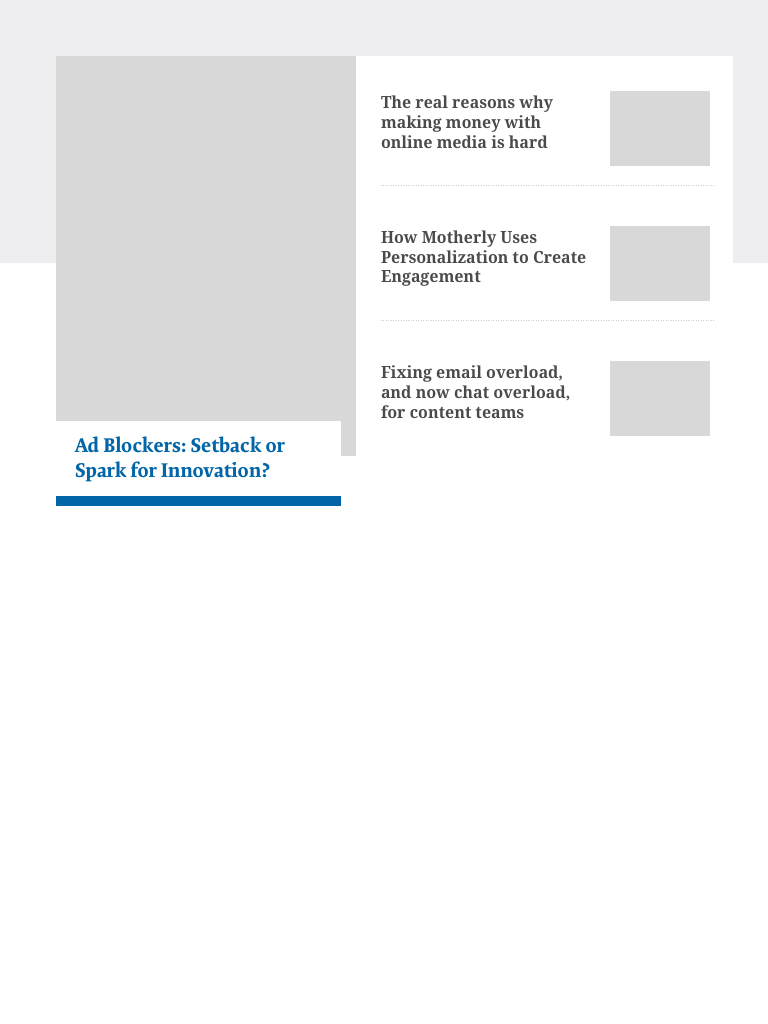 Ad Blockers: Setback or
Spark for Innovation?
The real reasons why
making money with
online media is hard
How Motherly Uses
Personalization to Create
Engagement
Fixing email overload,
and now chat overload,
for content teams